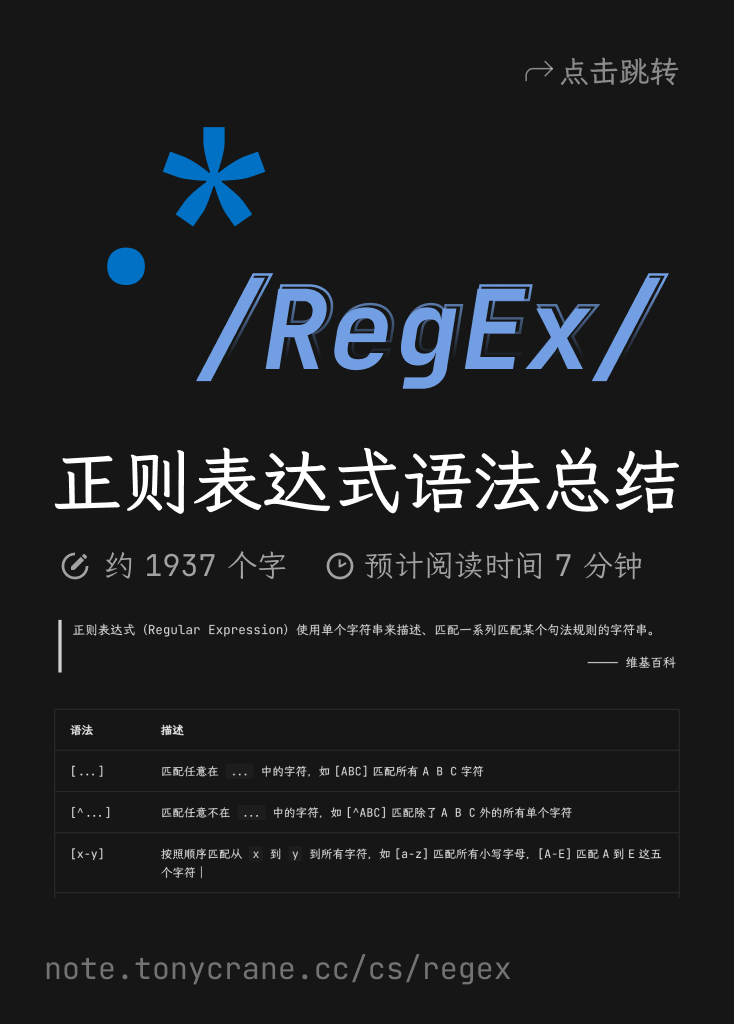 点击跳转
.*
/RegEx/
正则表达式语法总结
约 1937 个字 预计阅读时间 7 分钟
正则表达式（Regular Expression）使用单个字符串来描述、匹配一系列匹配某个句法规则的字符串。
—— 维基百科
语法 描述
[...] 匹配任意在 ... 中的字符，如 [ABC] 匹配所有 A B C 字符
[^...] 匹配任意不在 ... 中的字符，如 [^ABC] 匹配除了 A B C 外的所有单个字符
[x-y] 按照顺序匹配从 x 到 y 到所有字符，如 [a-z] 匹配所有小写字母，[A-E] 匹配 A 到 E 这五
个字符|
note.tonycrane.cc/cs/regex